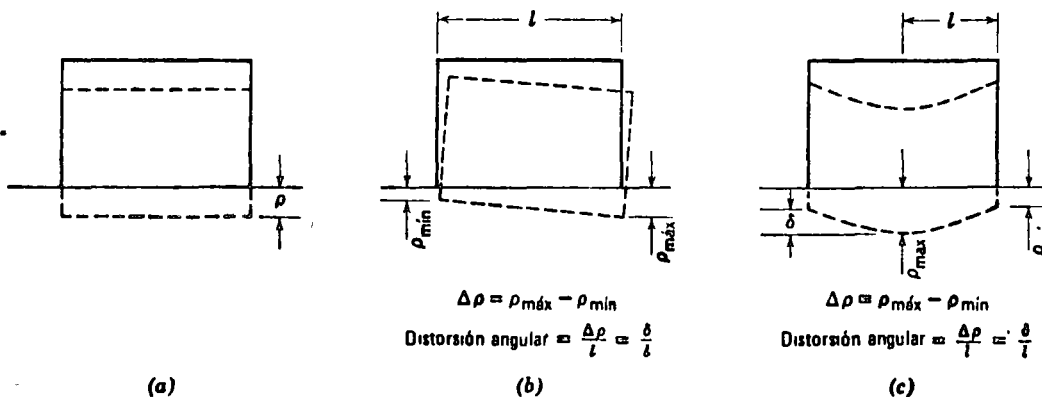 l
l
ρ
ρmín
ρmáx
δ
ρmáx
ρ
Δρ = ρmáx − ρmín
Distorsión angular = Δρ/l = δ/l
Δρ = ρmáx − ρmín
Distorsión angular = Δρ/l = δ/l
(a)
(b)
(c)